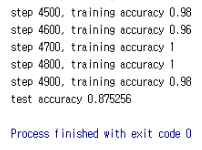 step 4500, training accuracy 0.98
step 4600, training accuracy 0.96
step 4700, training accuracy 1
step 4800, training accuracy 1
step 4900, training accuracy 0.98
test accuracy 0.875256
Process finished with exit code 0